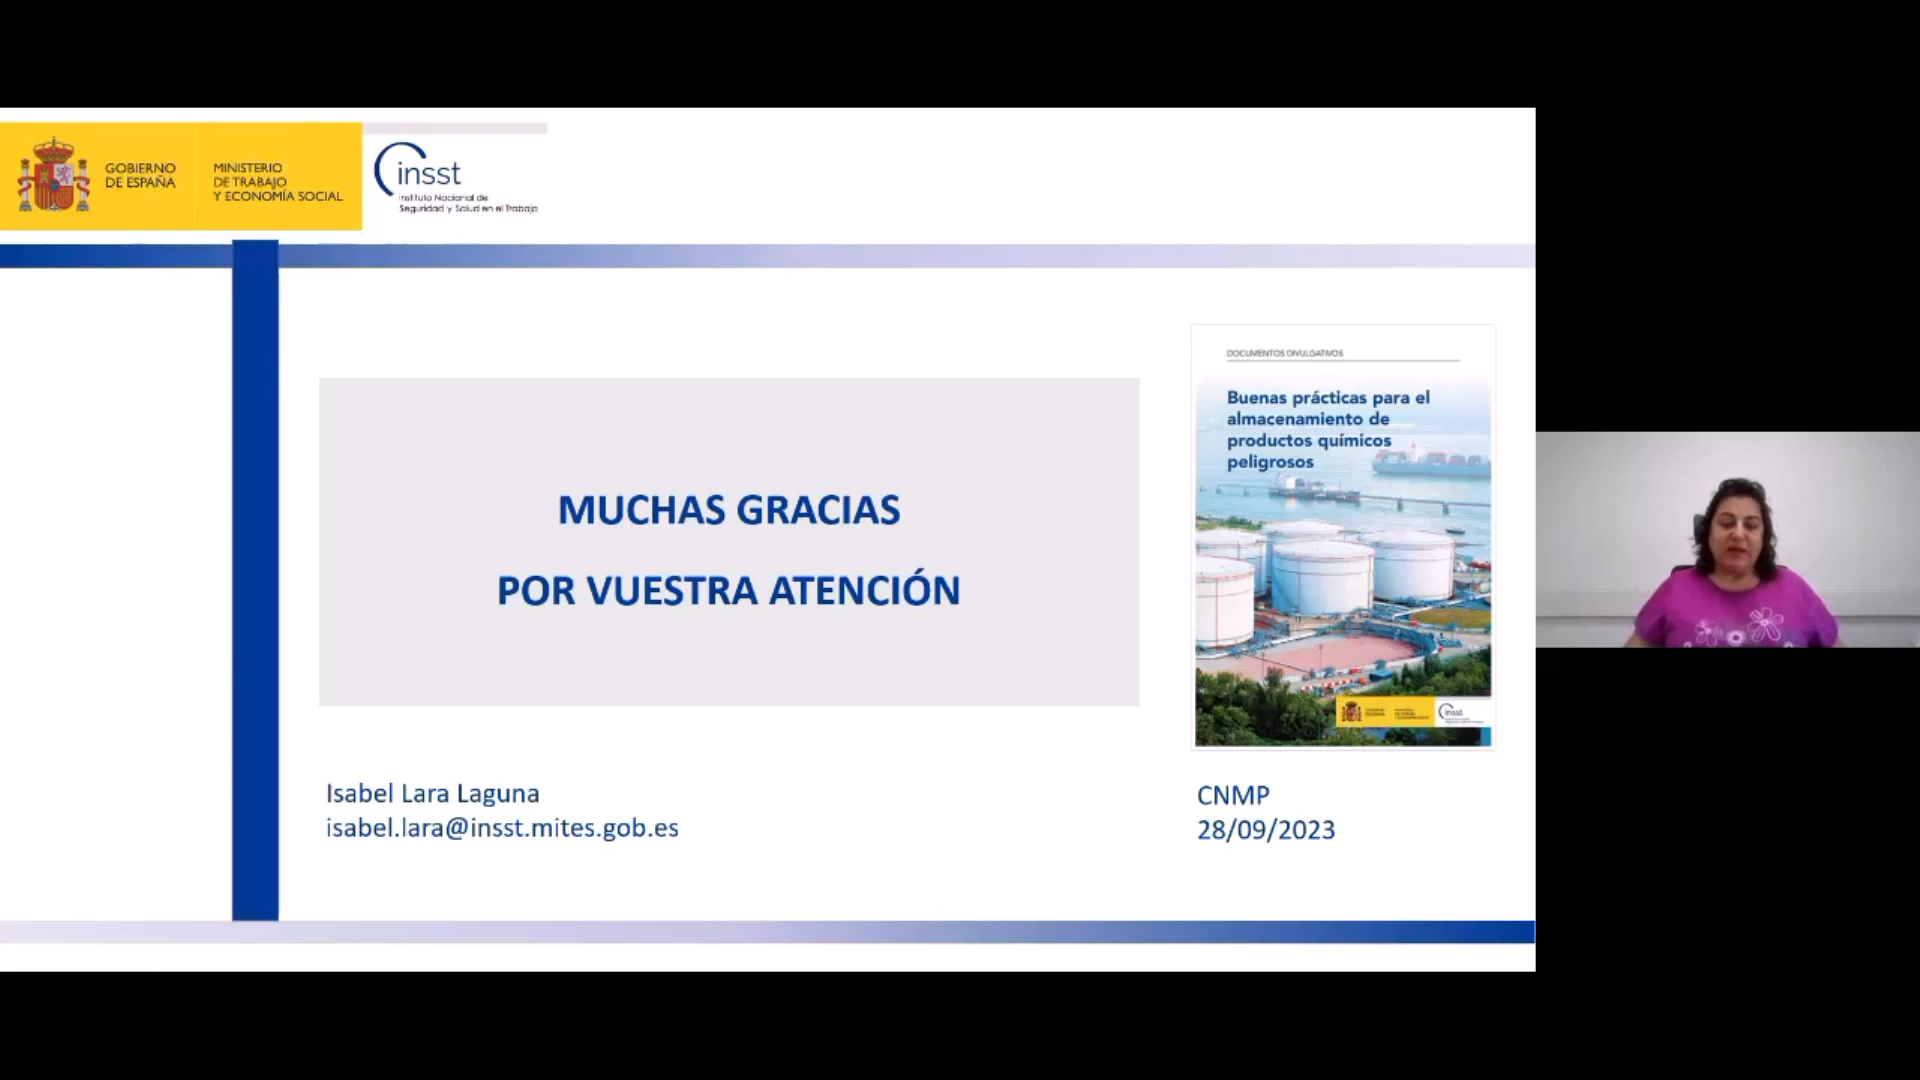 GOBIERNO
DE ESPAÑA
MINISTERIO
DE TRABAJO
Y ECONOMÍA SOCIAL
insst
Instituto Nacional de
Seguridad y Salud en el Trabajo
MUCHAS GRACIAS
POR VUESTRA ATENCIÓN
DOCUMENTOS DIVULGATIVOS
Buenas prácticas para el
almacenamiento de
productos químicos
peligrosos
insst
Isabel Lara Laguna
isabel.lara@insst.mites.gob.es
CNMP
28/09/2023